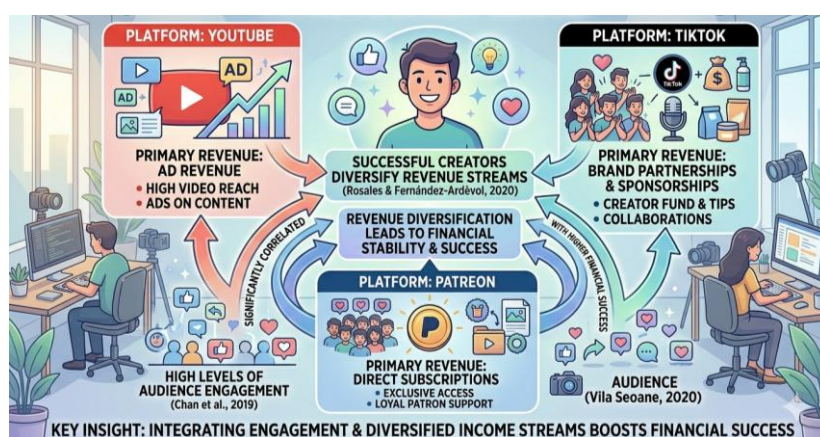 PLATFORM: YOUTUBE
AD
AD
PRIMARY REVENUE:
AD REVENUE
• HIGH VIDEO REACH
• ADS ON CONTENT
SUCCESSFUL CREATORS
DIVERSIFY REVENUE STREAMS
(Rosales & Fernández-Ardèvol, 2020)
REVENUE DIVERSIFICATION
LEADS TO FINANCIAL
STABILITY & SUCCESS
PLATFORM: TIKTOK
TikTok
$
PRIMARY REVENUE:
BRAND PARTNERSHIPS
& SPONSORSHIPS
• CREATOR FUND & TIPS
• COLLABORATIONS
SIGNIFICANTLY CORRELATED
WITH HIGHER FINANCIAL
SUCCESS
HIGH LEVELS OF
AUDIENCE ENGAGEMENT
(Chan et al., 2019)
PLATFORM: PATREON
P
PRIMARY REVENUE:
DIRECT SUBSCRIPTIONS
• EXCLUSIVE ACCESS
• LOYAL PATRON SUPPORT
AUDIENCE
(Vila Seoane, 2020)
KEY INSIGHT: INTEGRATING ENGAGEMENT & DIVERSIFIED INCOME STREAMS BOOSTS FINANCIAL SUCCESS